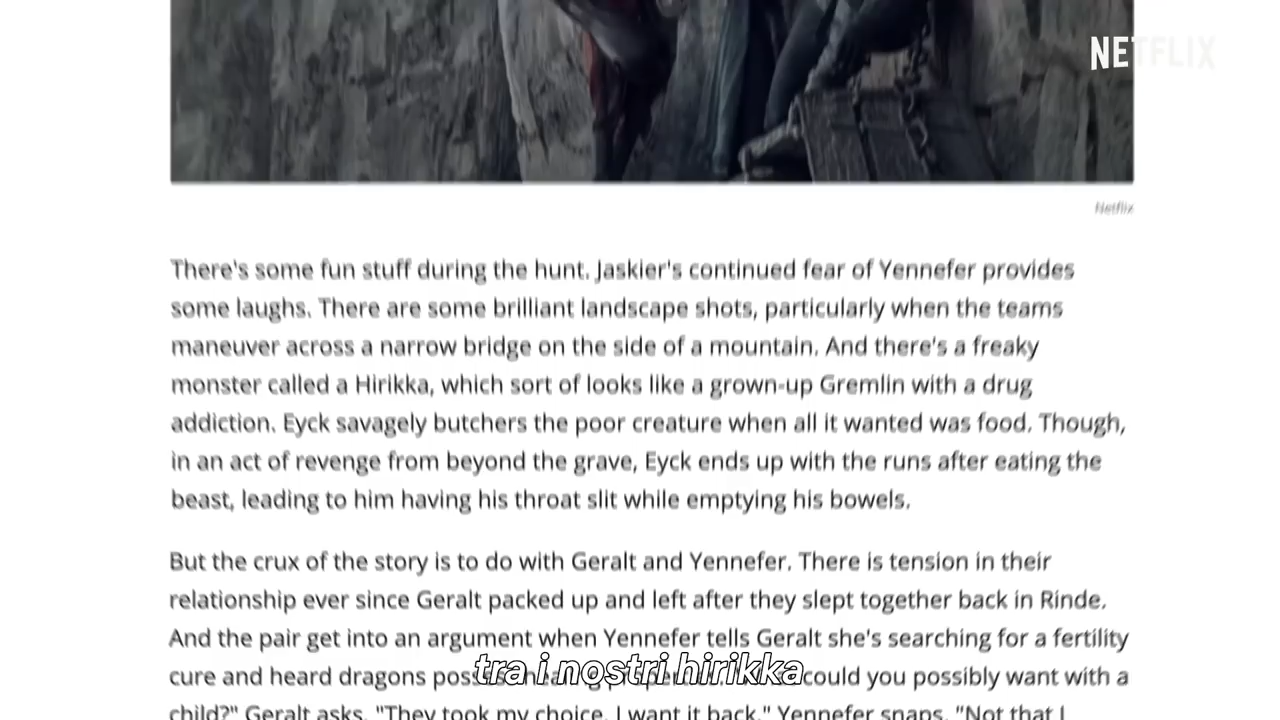 NETFLIX
Netflix
There's some fun stuff during the hunt. Jaskier's continued fear of Yennefer provides
some laughs. There are some brilliant landscape shots, particularly when the teams
maneuver across a narrow bridge on the side of a mountain. And there's a freaky
monster called a Hirikka, which sort of looks like a grown-up Gremlin with a drug
addiction. Eyck savagely butchers the poor creature when all it wanted was food. Though,
in an act of revenge from beyond the grave, Eyck ends up with the runs after eating the
beast, leading to him having his throat slit while emptying his bowels.
But the crux of the story is to do with Geralt and Yennefer. There is tension in their
relationship ever since Geralt packed up and left after they slept together back in Rinde.
And the pair get into an argument when Yennefer tells Geralt she's searching for a fertility
cure and heard dragons could you possibly want with a
tra i nostri hirikka
child?" Geralt asks. "They took my choice. I want it back." Yennefer snaps. "Not that I